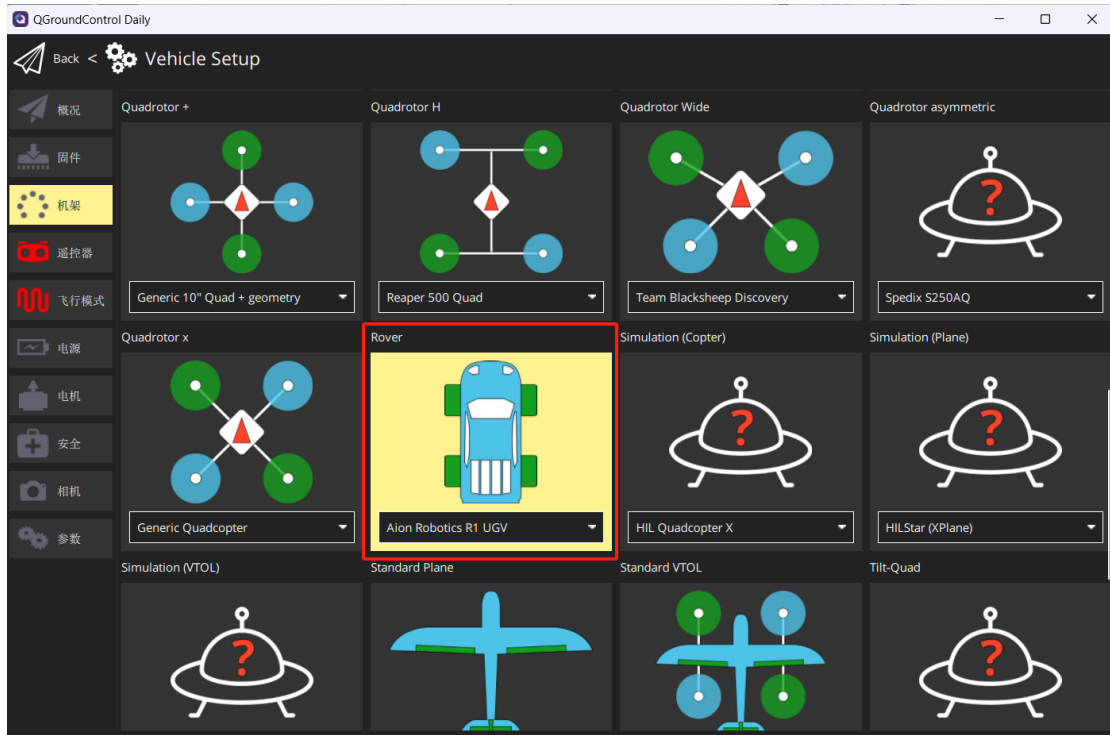 QGroundControl Daily
Back < Vehicle Setup
概况
固件
机架
遥控器
飞行模式
电源
电机
安全
相机
参数
Quadrotor + Quadrotor H Quadrotor Wide Quadrotor asymmetric
Generic 10" Quad + geometry Reaper 500 Quad Team Blacksheep Discovery Spedix S250AQ
Quadrotor x Rover Simulation (Copter) Simulation (Plane)
Generic Quadcopter Aion Robotics R1 UGV HIL Quadcopter X HILStar (XPlane)
Simulation (VTOL) Standard Plane Standard VTOL Tilt-Quad